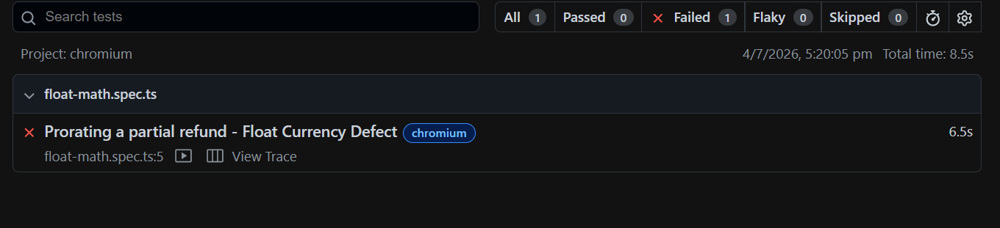 Search tests
All 1 Passed 0 Failed 1 Flaky 0 Skipped 0
Project: chromium 4/7/2026, 5:20:05 pm Total time: 8.5s
float-math.spec.ts
Prorating a partial refund - Float Currency Defect chromium 6.5s
float-math.spec.ts:5 View Trace